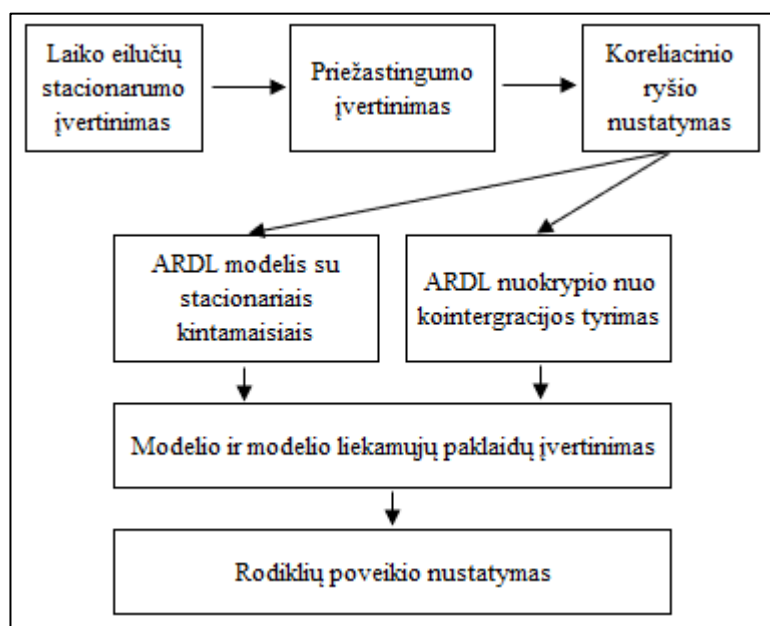 Laiko eilučių
stacionarumo
įvertinimas
Priežastingumo
įvertinimas
Koreliacinio
ryšio
nustatymas
ARDL modelis su
stacionariais
kintamaisiais
ARDL nuokrypio nuo
kointergracijos tyrimas
Modelio ir modelio liekamųjų paklaidų įvertinimas
Rodiklių poveikio nustatymas